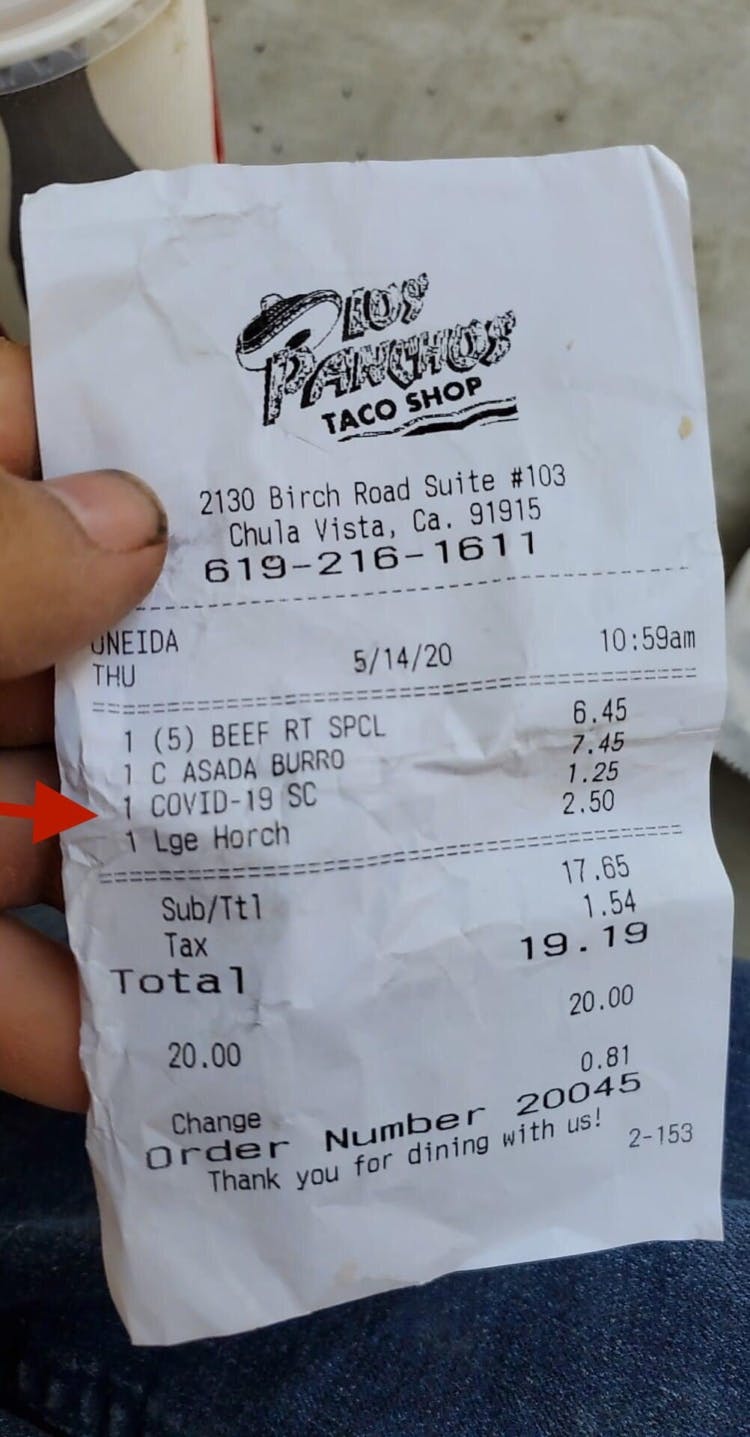 LOS
PANCHOS
TACO SHOP
2130 Birch Road Suite #103
Chula Vista, Ca. 91915
619-216-1611
ONEIDA
THU 5/14/20 10:59am
1 (5) BEEF RT SPCL 6.45
1 C ASADA BURRO 7.45
1 COVID-19 SC 1.25
1 Lge Horch 2.50
Sub/Ttl 17.65
Tax 1.54
Total 19.19
20.00 20.00
Change 0.81
Order Number 20045
Thank you for dining with us!
2-153